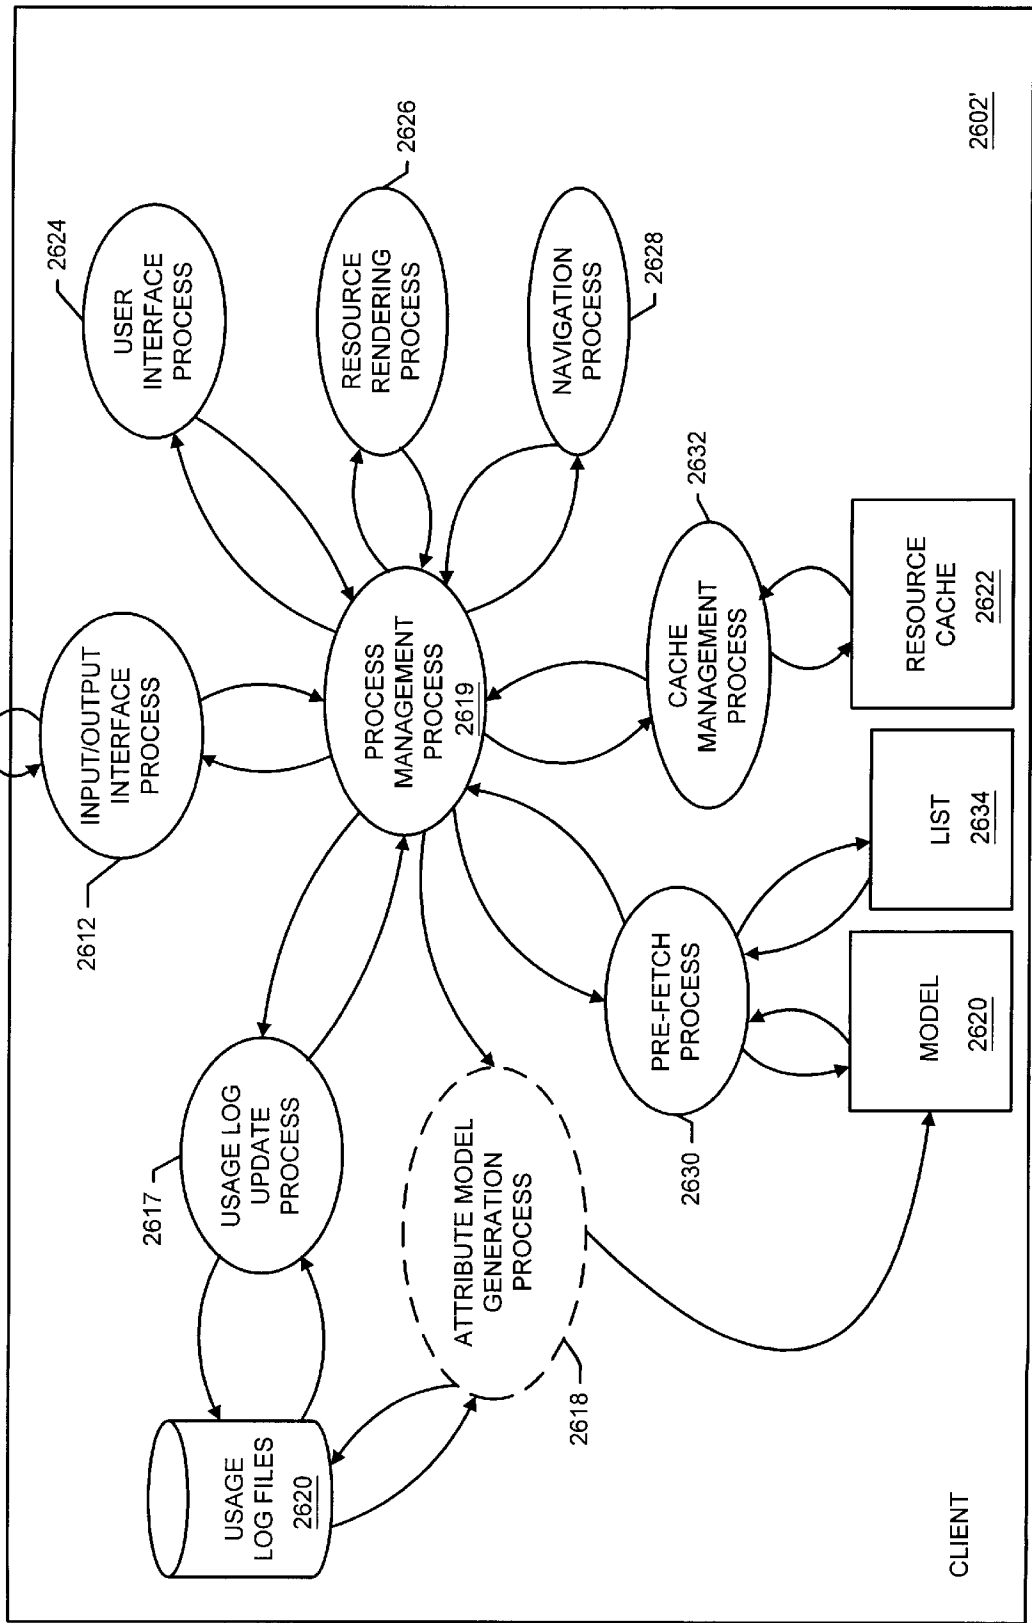 2612
INPUT/OUTPUT
INTERFACE
PROCESS
2624
USER
INTERFACE
PROCESS
2626
RESOURCE
RENDERING
PROCESS
2628
NAVIGATION
PROCESS
2617
USAGE LOG
UPDATE
PROCESS
PROCESS
MANAGEMENT
PROCESS
2619
USAGE
LOG FILES
2620
ATTRIBUTE MODEL
GENERATION
PROCESS
2618
PRE-FETCH
PROCESS
2630
CACHE
MANAGEMENT
PROCESS
2632
MODEL
2620
LIST
2634
RESOURCE
CACHE
2622
CLIENT
2602'